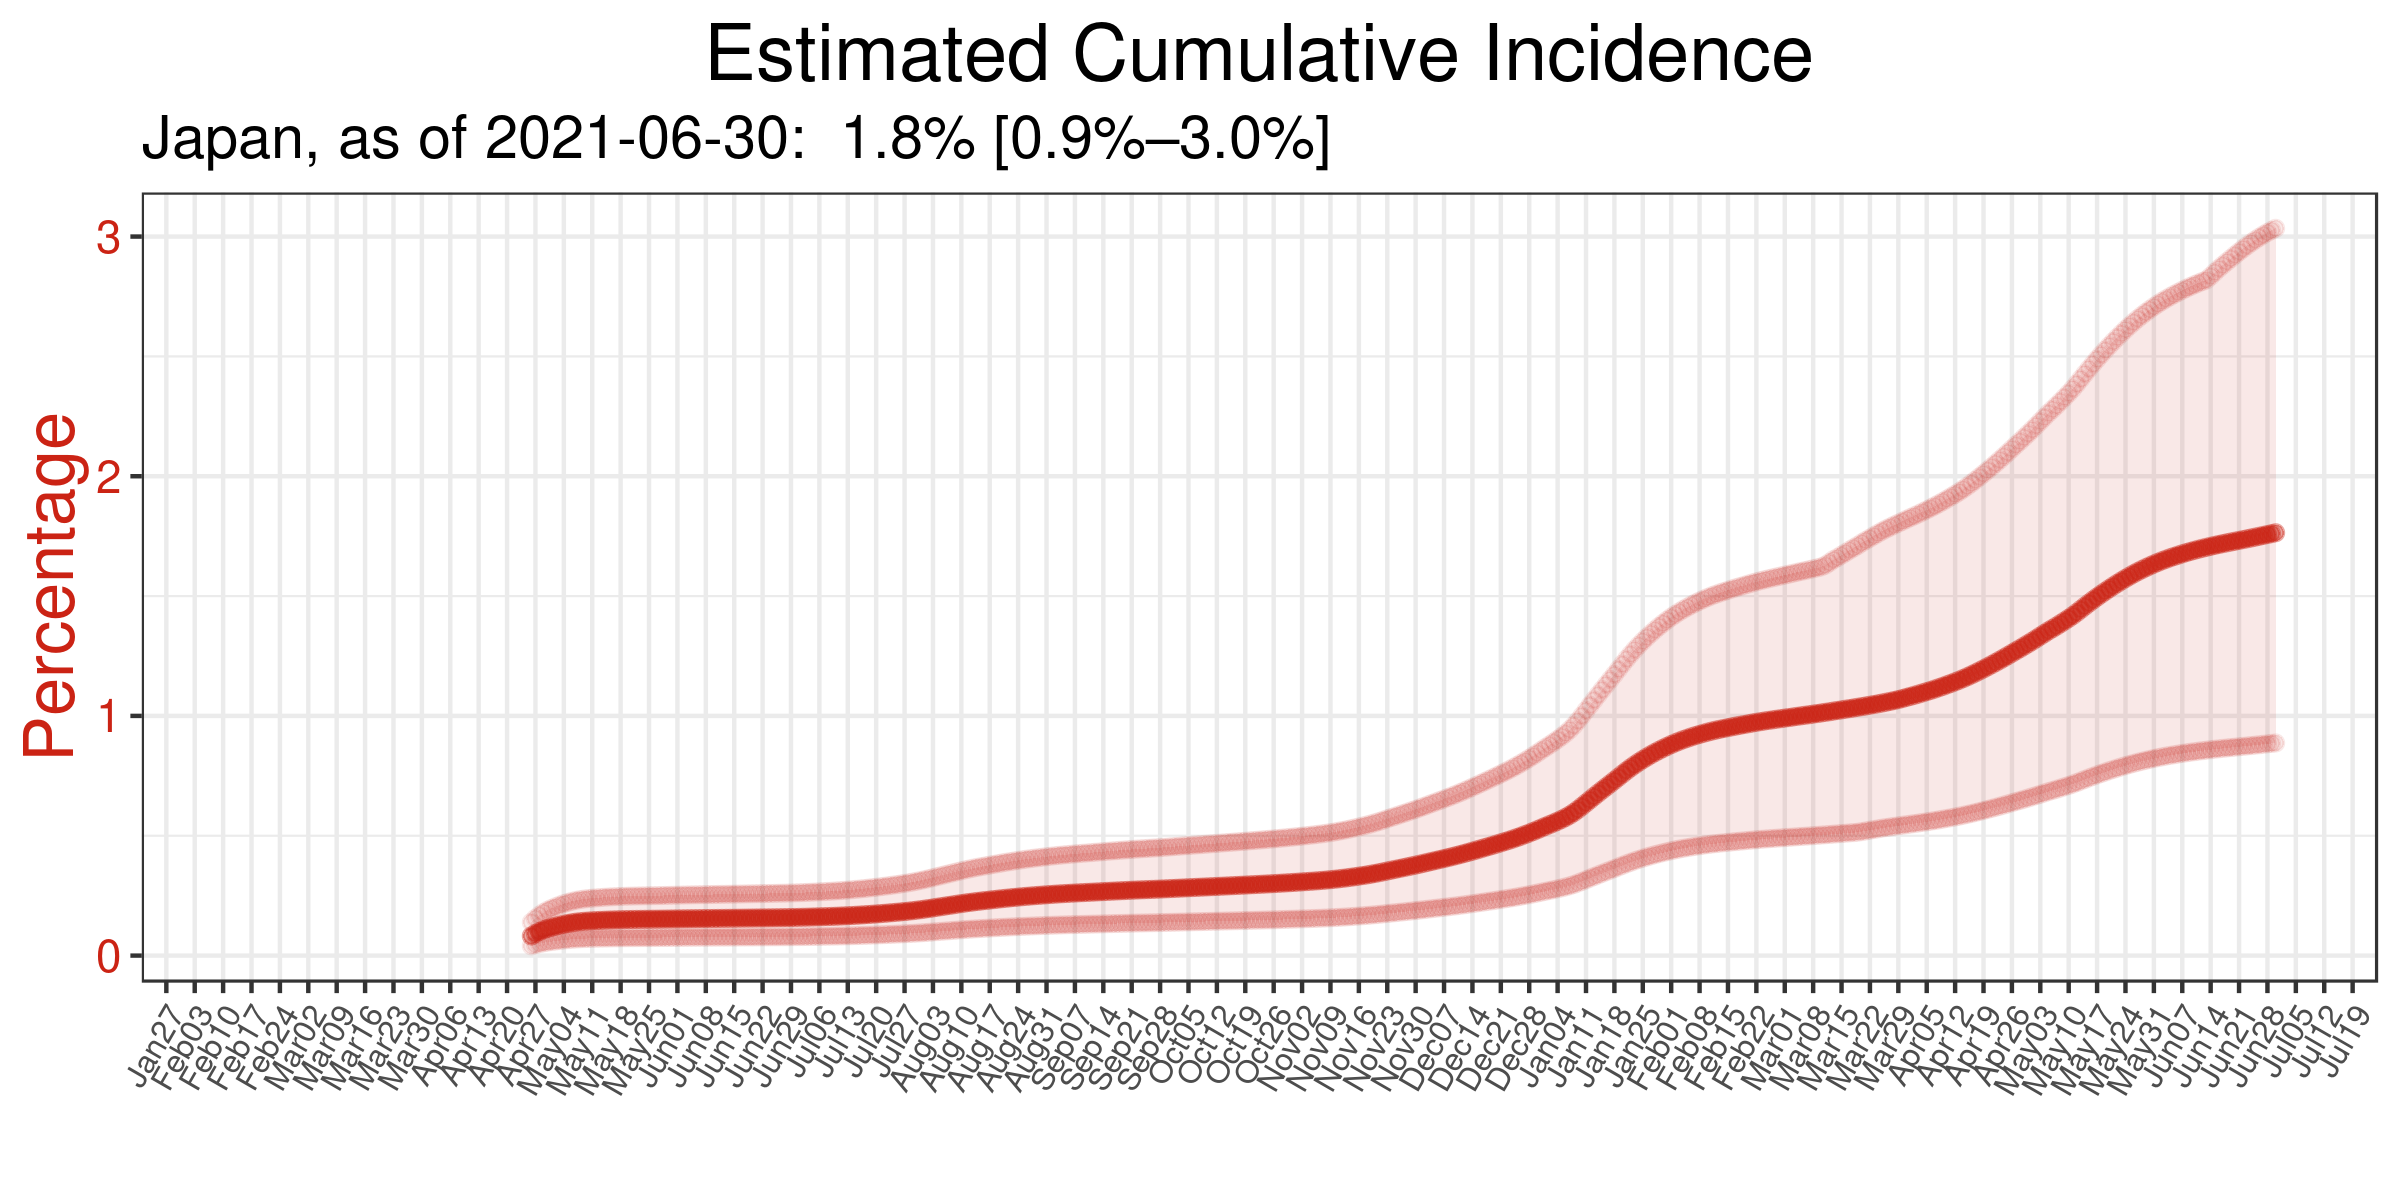 Estimated Cumulative Incidence
Japan, as of 2021-06-30:  1.8% [0.9%–3.0%]
Percentage
3
2
1
0
Jan27
Feb03
Feb10
Feb17
Feb24
Mar02
Mar09
Mar16
Mar23
Mar30
Apr06
Apr13
Apr20
Apr27
May04
May11
May18
May25
Jun01
Jun08
Jun15
Jun22
Jun29
Jul06
Jul13
Jul20
Jul27
Aug03
Aug10
Aug17
Aug24
Aug31
Sep07
Sep14
Sep21
Sep28
Oct05
Oct12
Oct19
Oct26
Nov02
Nov09
Nov16
Nov23
Nov30
Dec07
Dec14
Dec21
Dec28
Jan04
Jan11
Jan18
Jan25
Feb01
Feb08
Feb15
Feb22
Mar01
Mar08
Mar15
Mar22
Mar29
Apr05
Apr12
Apr19
Apr26
May03
May10
May17
May24
May31
Jun07
Jun14
Jun21
Jun28
Jul05
Jul12
Jul19